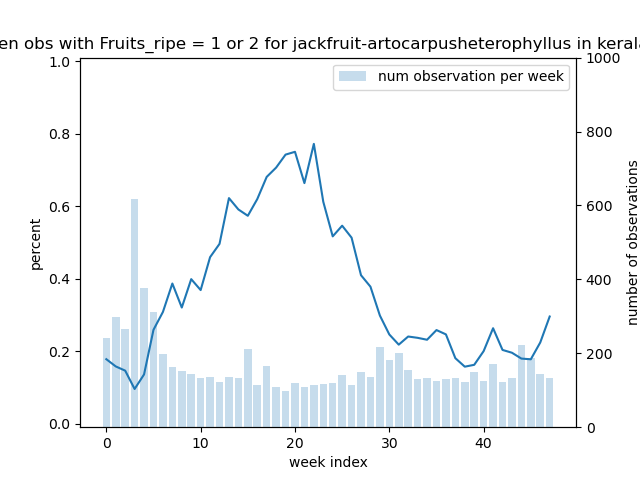 en obs with Fruits_ripe = 1 or 2 for jackfruit-artocarpusheterophyllus in kerala
num observation per week
percent
1.0
0.8
0.6
0.4
0.2
0.0
1000
800
600
400
200
0
number of observations
0 10 20 30 40
week index